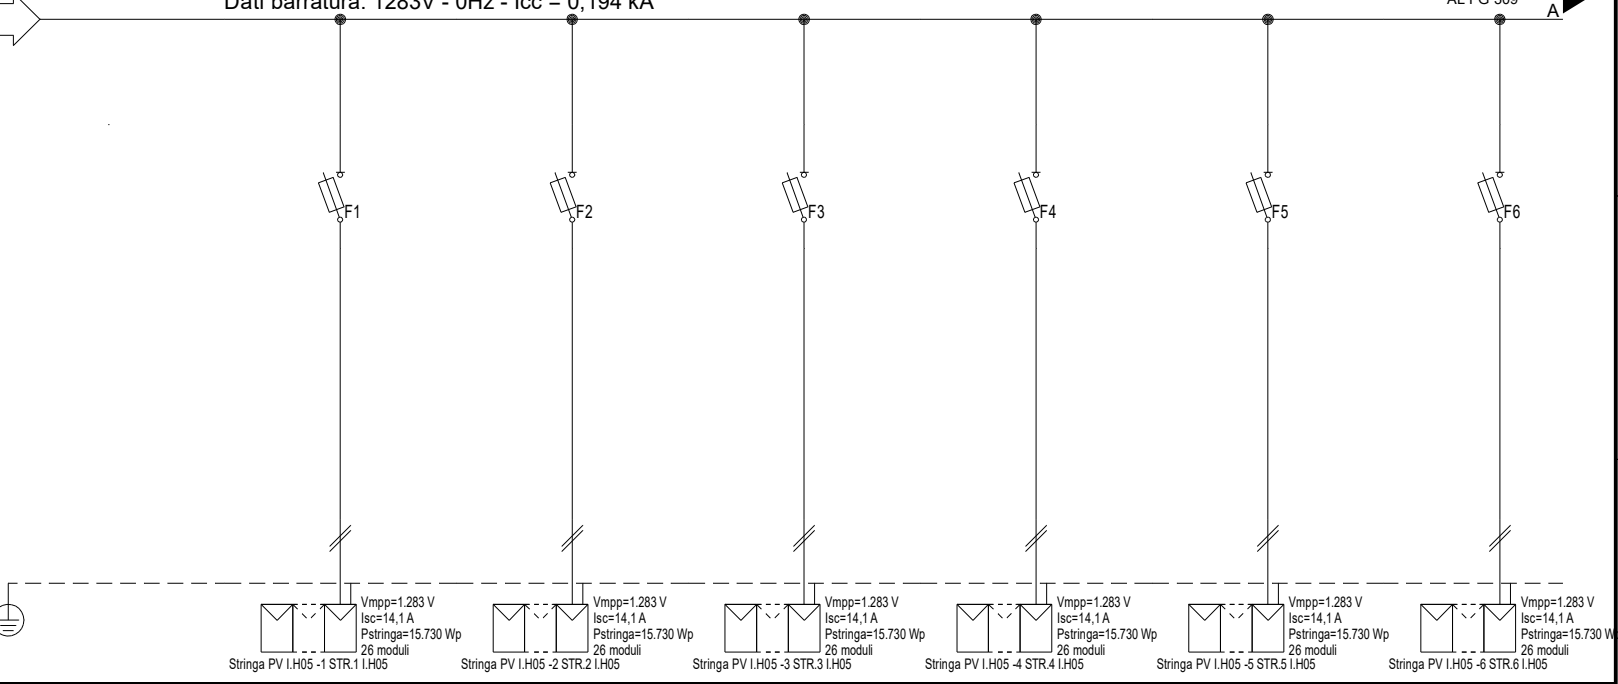 Dati barratura: 1283V - 0Hz - Icc = 0,194 kA
A
F1
F2
F3
F4
F5
F6
Vmpp=1.283 V
Isc=14,1 A
Pstringa=15.730 Wp
26 moduli
Stringa PV I.H05 -1 STR.1 I.H05
Vmpp=1.283 V
Isc=14,1 A
Pstringa=15.730 Wp
26 moduli
Stringa PV I.H05 -2 STR.2 I.H05
Vmpp=1.283 V
Isc=14,1 A
Pstringa=15.730 Wp
26 moduli
Stringa PV I.H05 -3 STR.3 I.H05
Vmpp=1.283 V
Isc=14,1 A
Pstringa=15.730 Wp
26 moduli
Stringa PV I.H05 -4 STR.4 I.H05
Vmpp=1.283 V
Isc=14,1 A
Pstringa=15.730 Wp
26 moduli
Stringa PV I.H05 -5 STR.5 I.H05
Vmpp=1.283 V
Isc=14,1 A
Pstringa=15.730 W
26 moduli
Stringa PV I.H05 -6 STR.6 I.H05